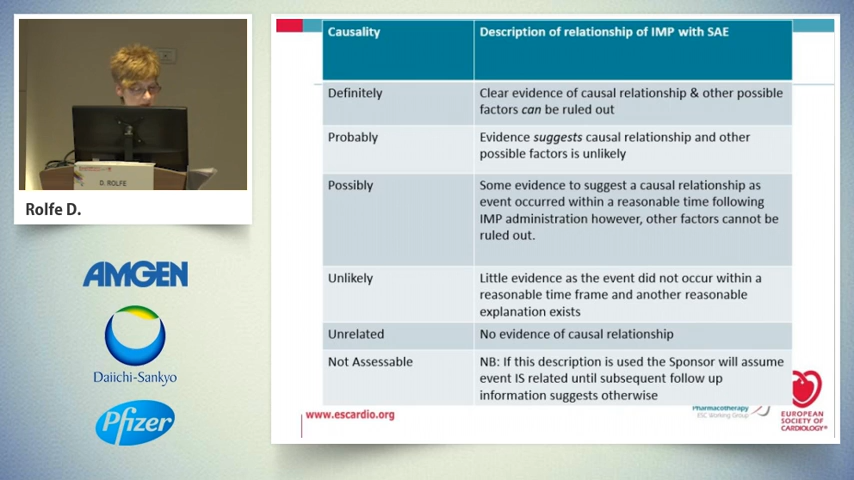 D. ROLFE
Rolfe D.
AMGEN
Daiichi-Sankyo
Pfizer
Causality
Description of relationship of IMP with SAE
Definitely
Clear evidence of causal relationship & other possible
factors can be ruled out
Probably
Evidence suggests causal relationship and other
possible factors is unlikely
Possibly
Some evidence to suggest a causal relationship as
event occurred within a reasonable time following
IMP administration however, other factors cannot be
ruled out.
Unlikely
Little evidence as the event did not occur within a
reasonable time frame and another reasonable
explanation exists
Unrelated
No evidence of causal relationship
Not Assessable
NB: If this description is used the Sponsor will assume
event IS related until subsequent follow up
information suggests otherwise
www.escardio.org
Pharmacotherapy
ESC Working Group
EUROPEAN
SOCIETY OF
CARDIOLOGY®